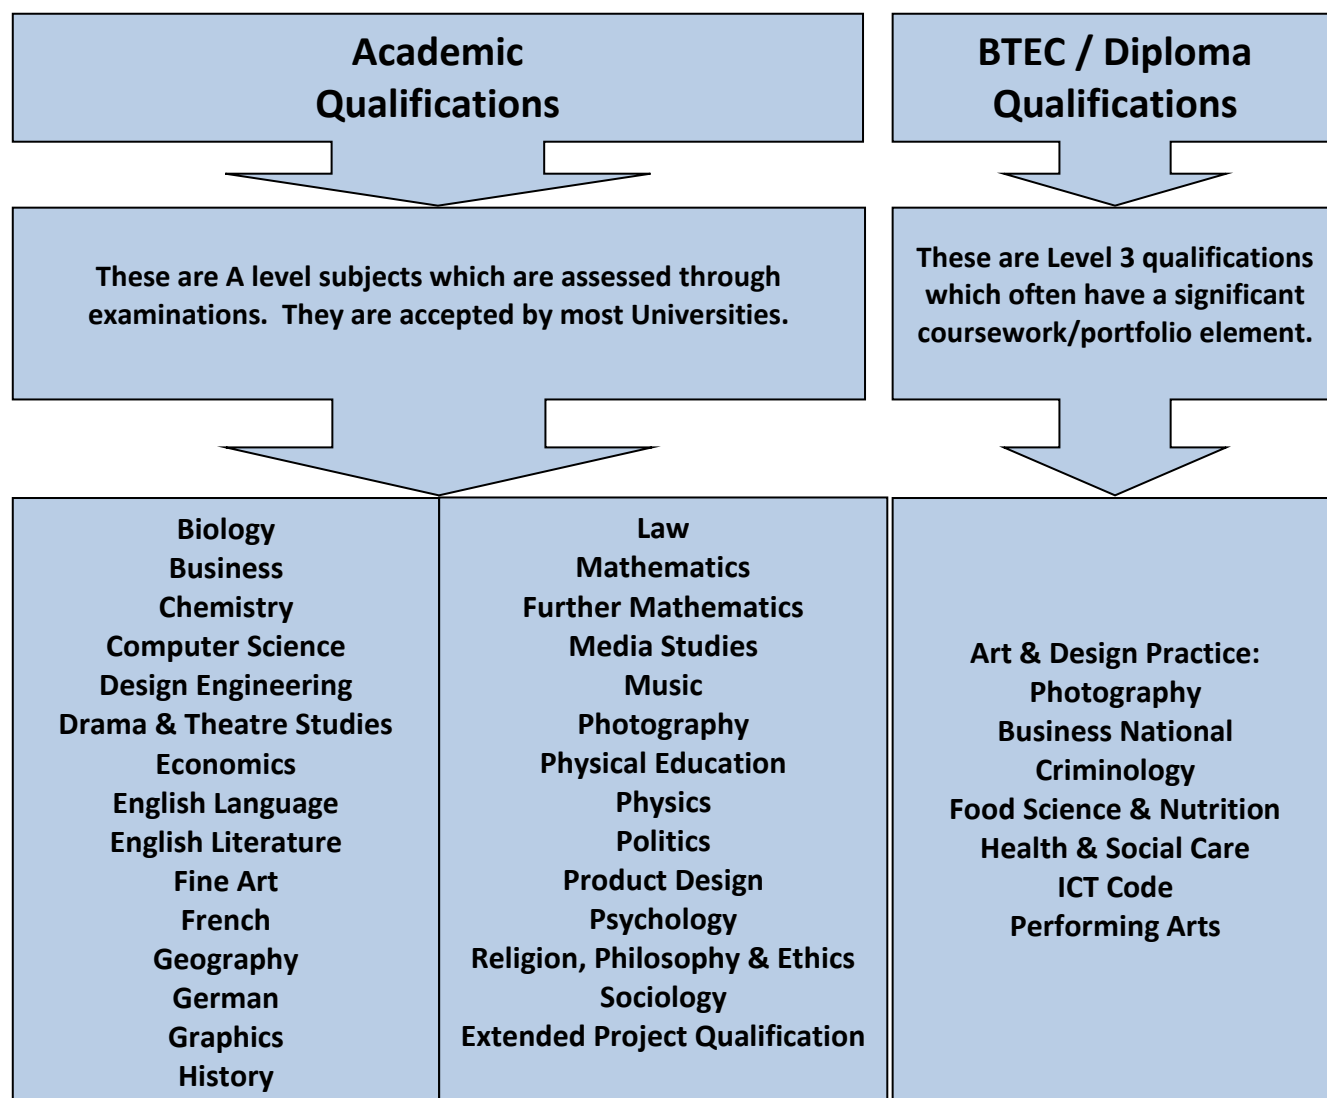 Academic
Qualifications
These are A level subjects which are assessed through
examinations.  They are accepted by most Universities.
Biology
Business
Chemistry
Computer Science
Design Engineering
Drama & Theatre Studies
Economics
English Language
English Literature
Fine Art
French
Geography
German
Graphics
History
Law
Mathematics
Further Mathematics
Media Studies
Music
Photography
Physical Education
Physics
Politics
Product Design
Psychology
Religion, Philosophy & Ethics
Sociology
Extended Project Qualification
BTEC / Diploma
Qualifications
These are Level 3 qualifications
which often have a significant
coursework/portfolio element.
Art & Design Practice:
Photography
Business National
Criminology
Food Science & Nutrition
Health & Social Care
ICT Code
Performing Arts